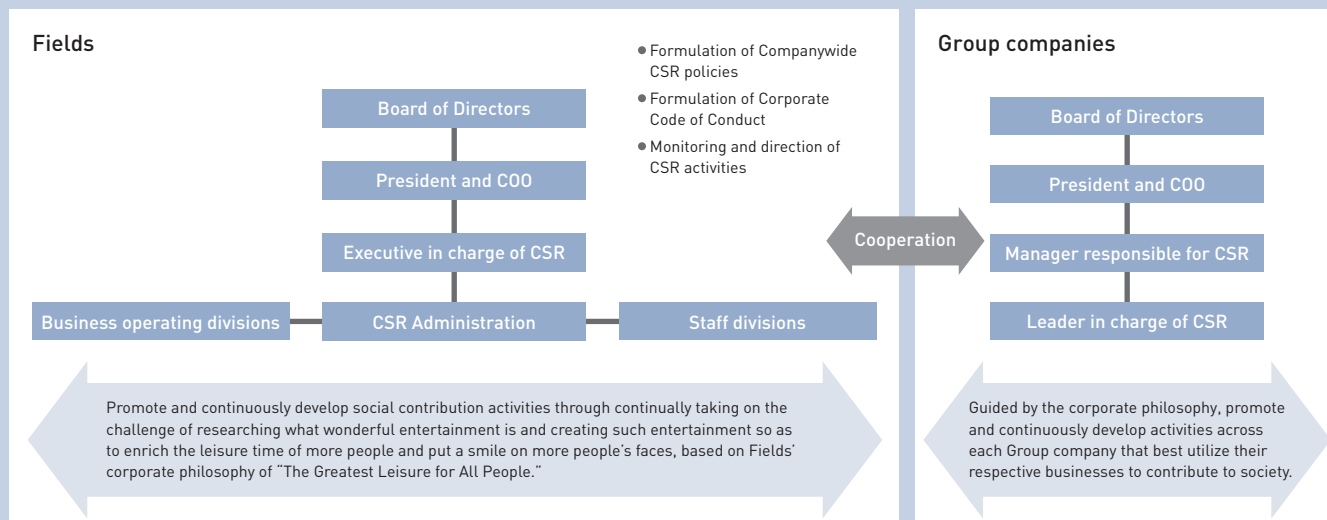 Fields
● Formulation of Companywide
CSR policies
● Formulation of Corporate
Code of Conduct
● Monitoring and direction of
CSR activities
Board of Directors
President and COO
Executive in charge of CSR
Business operating divisions
CSR Administration
Staff divisions
Promote and continuously develop social contribution activities through continually taking on the
challenge of researching what wonderful entertainment is and creating such entertainment so as
to enrich the leisure time of more people and put a smile on more people's faces, based on Fields'
corporate philosophy of "The Greatest Leisure for All People."
Cooperation
Group companies
Board of Directors
President and COO
Manager responsible for CSR
Leader in charge of CSR
Guided by the corporate philosophy, promote
and continuously develop activities across
each Group company that best utilize their
respective businesses to contribute to society.